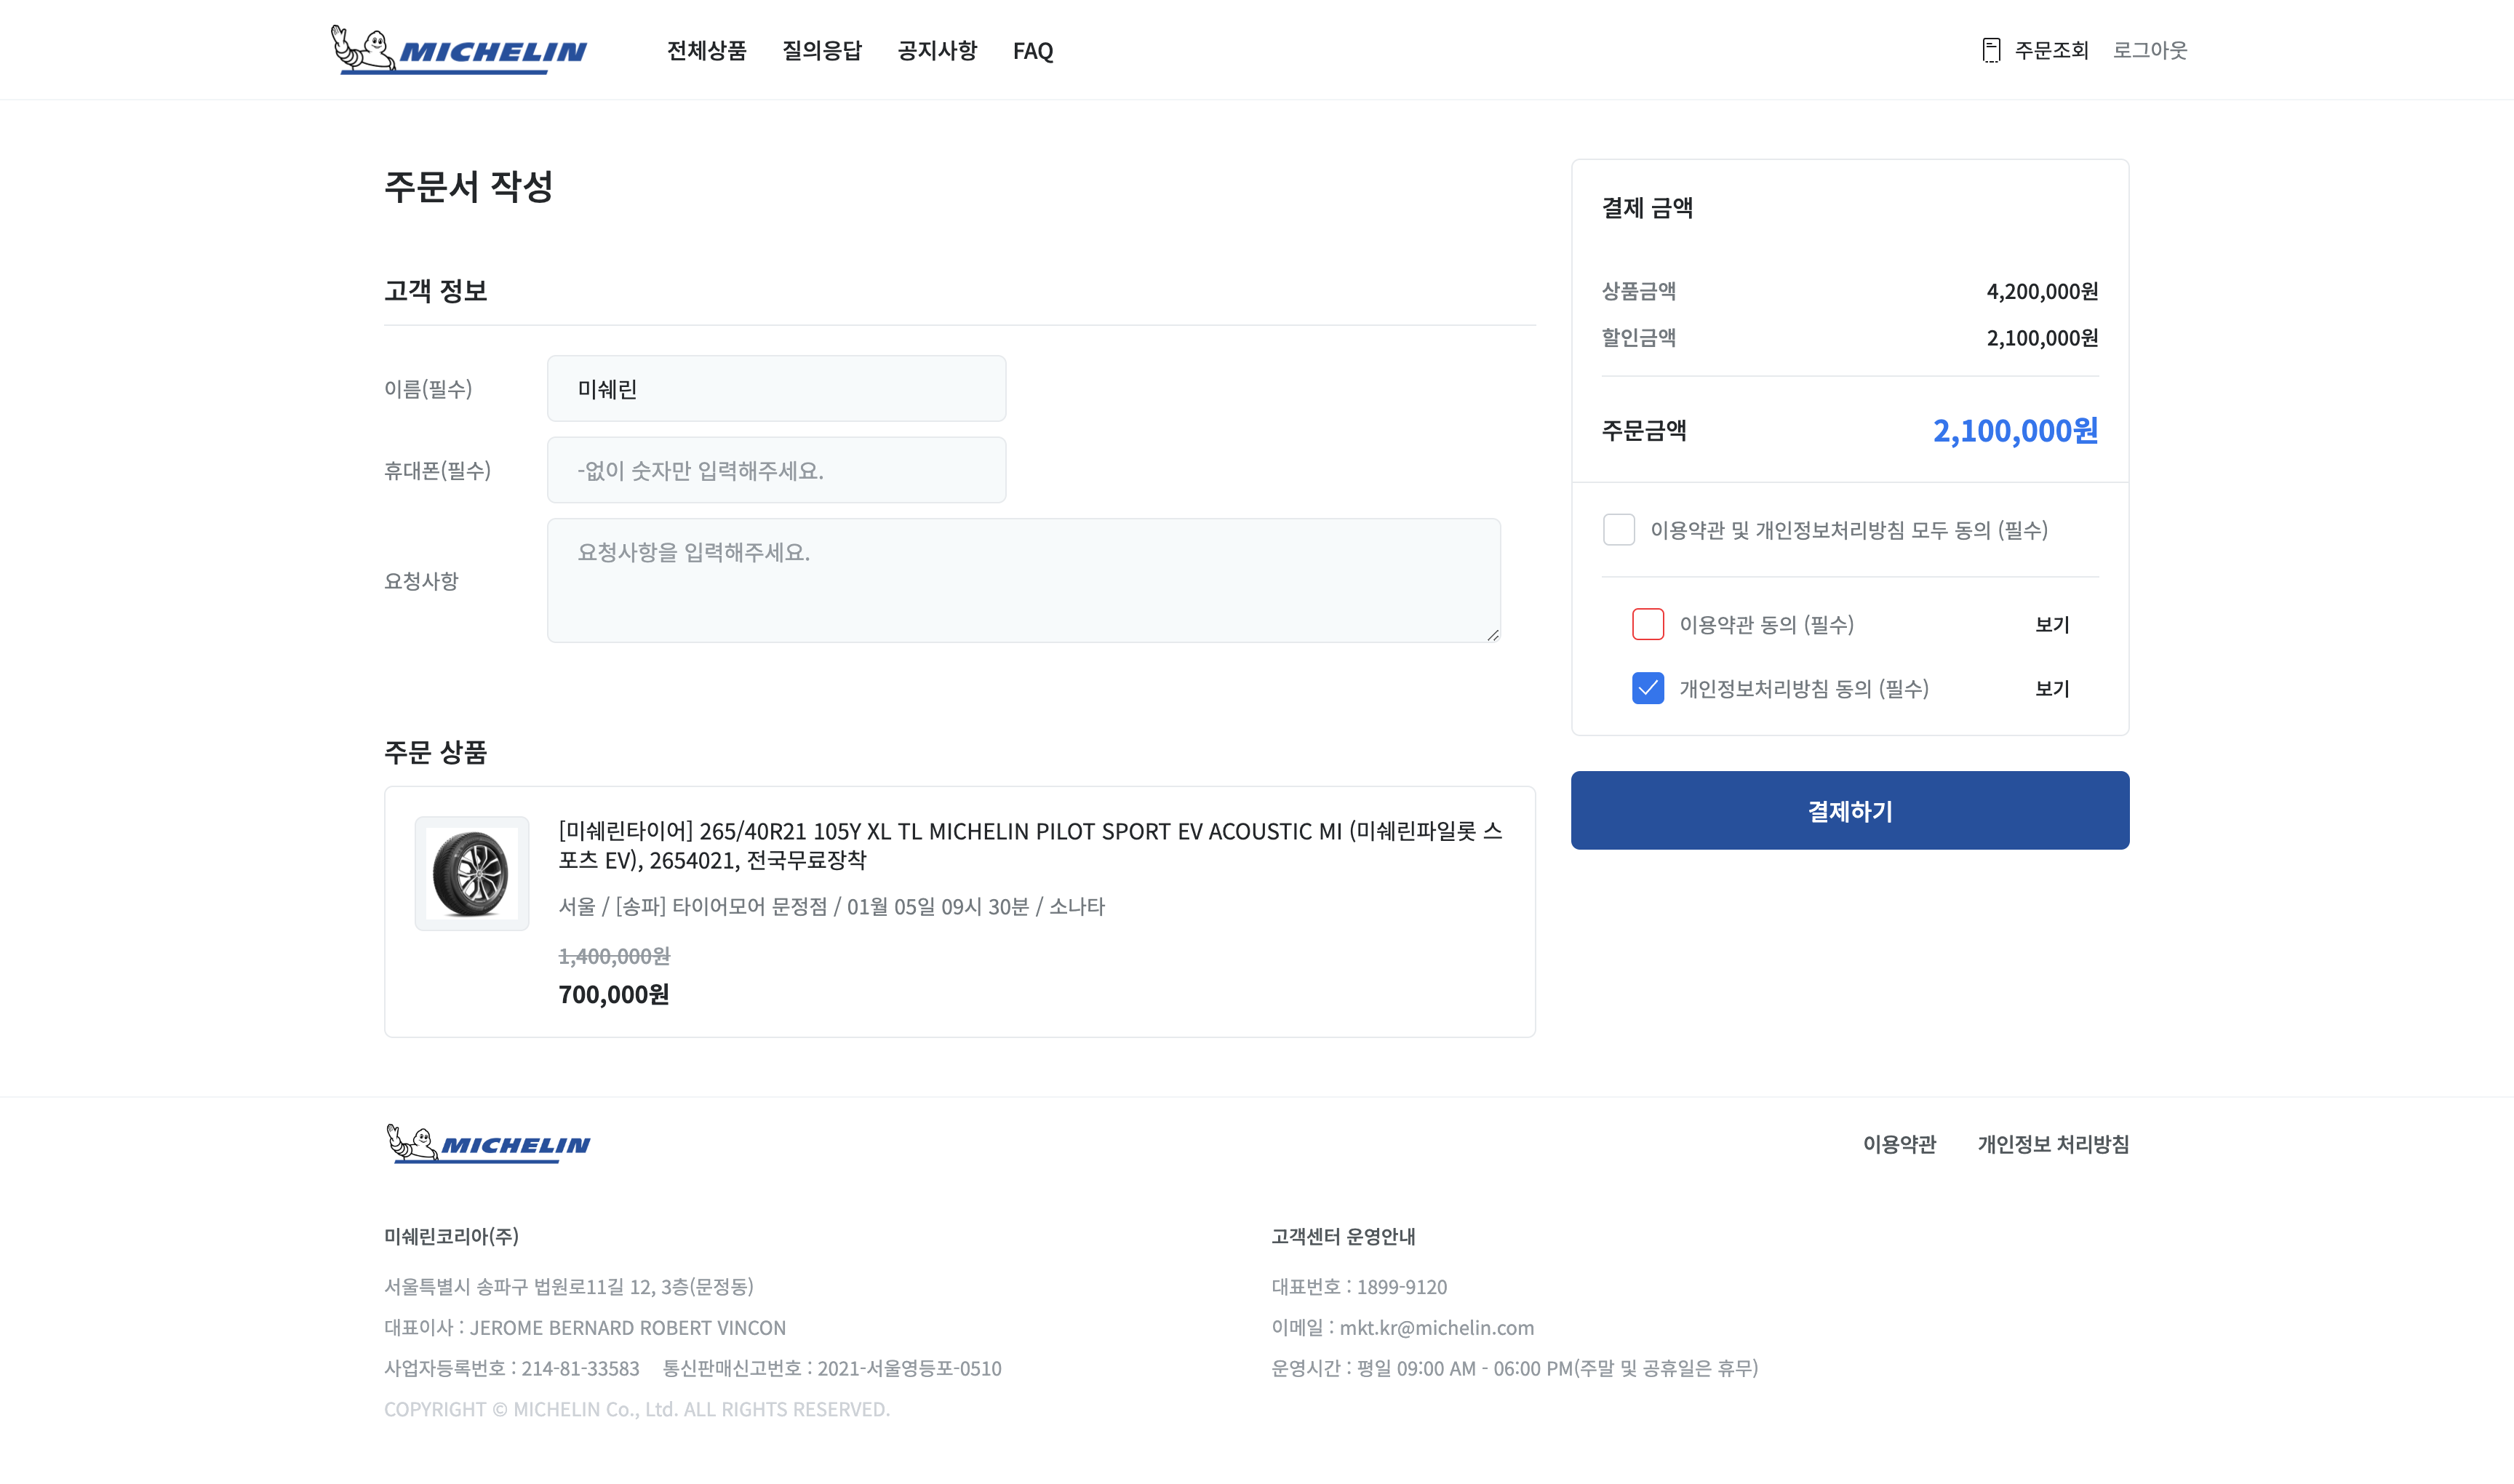 MICHELIN
전체상품 질의응답 공지사항 FAQ
주문조회 로그아웃
주문서 작성
고객 정보
이름(필수)
미쉐린
휴대폰(필수)
-없이 숫자만 입력해주세요.
요청사항
요청사항을 입력해주세요.
주문 상품
[미쉐린타이어] 265/40R21 105Y XL TL MICHELIN PILOT SPORT EV ACOUSTIC MI (미쉐린파일롯 스
포츠 EV), 2654021, 전국무료장착
서울 / [송파] 타이어모어 문정점 / 01월 05일 09시 30분 / 소나타
1,400,000원
700,000원
결제 금액
상품금액 4,200,000원
할인금액 2,100,000원
주문금액 2,100,000원
이용약관 및 개인정보처리방침 모두 동의 (필수)
이용약관 동의 (필수) 보기
개인정보처리방침 동의 (필수) 보기
결제하기
MICHELIN
이용약관 개인정보 처리방침
미쉐린코리아(주)
서울특별시 송파구 법원로11길 12, 3층(문정동)
대표이사 : JEROME BERNARD ROBERT VINCON
사업자등록번호 : 214-81-33583 통신판매신고번호 : 2021-서울영등포-0510
COPYRIGHT © MICHELIN Co., Ltd. ALL RIGHTS RESERVED.
고객센터 운영안내
대표번호 : 1899-9120
이메일 : mkt.kr@michelin.com
운영시간 : 평일 09:00 AM - 06:00 PM(주말 및 공휴일은 휴무)